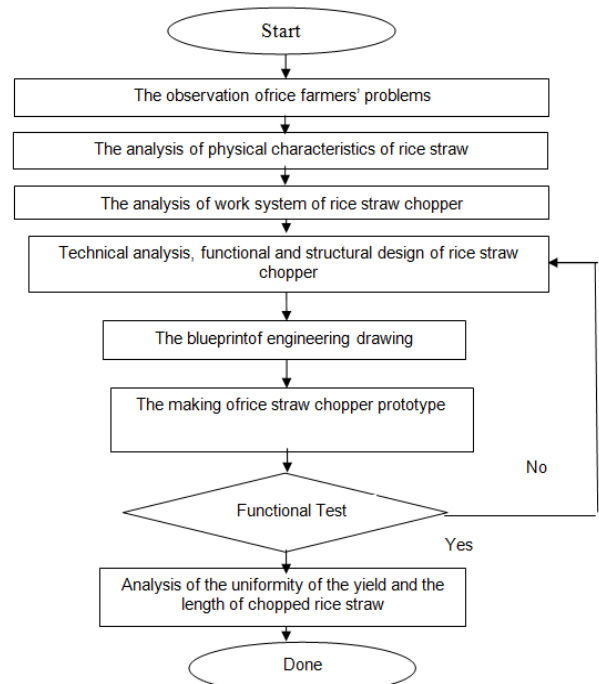 Start
The observation ofrice farmers' problems
The analysis of physical characteristics of rice straw
The analysis of work system of rice straw chopper
Technical analysis, functional and structural design of rice straw
chopper
The blueprintof engineering drawing
The making ofrice straw chopper prototype
No
Functional Test
Yes
Analysis of the uniformity of the yield and the
length of chopped rice straw
Done